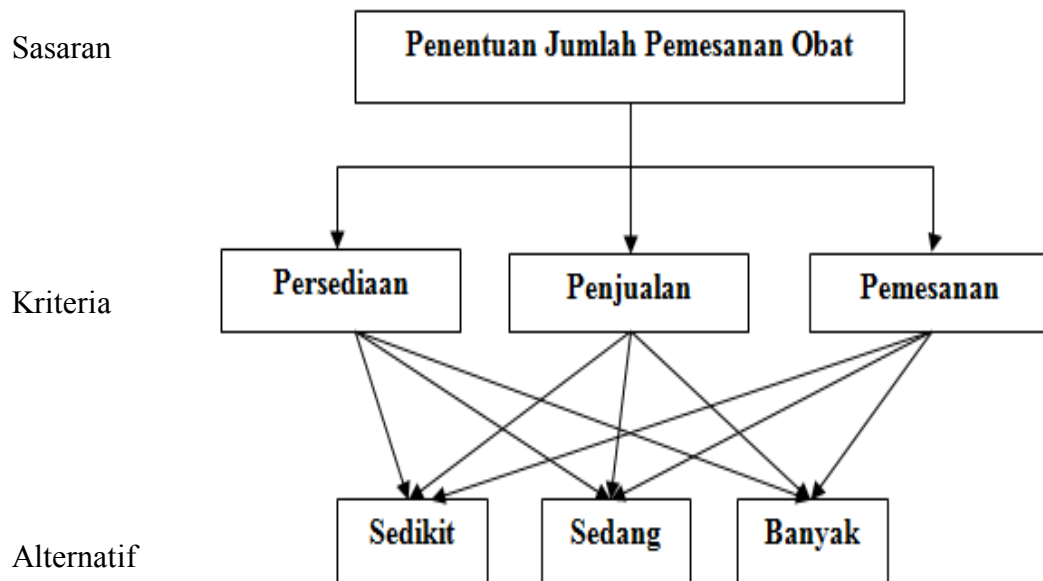 Sasaran
Penentuan Jumlah Pemesanan Obat
Kriteria
Persediaan
Penjualan
Pemesanan
Alternatif
Sedikit
Sedang
Banyak